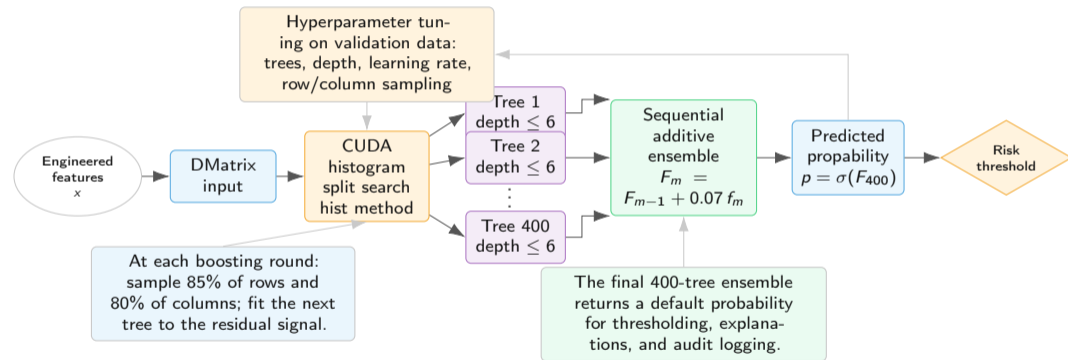 Hyperparameter tun-
ing on validation data:
trees, depth, learning rate,
row/column sampling
Engineered
features
x
DMatrix
input
CUDA
histogram
split search
hist method
Tree 1
depth ≤ 6
Tree 2
depth ≤ 6
⋮
Tree 400
depth ≤ 6
Sequential
additive
ensemble
F_m =
F_{m−1} + 0.07 f_m
Predicted
propability
p = σ(F_400)
Risk
threshold
At each boosting round:
sample 85% of rows and
80% of columns; fit the next
tree to the residual signal.
The final 400-tree ensemble
returns a default probability
for thresholding, explana-
tions, and audit logging.